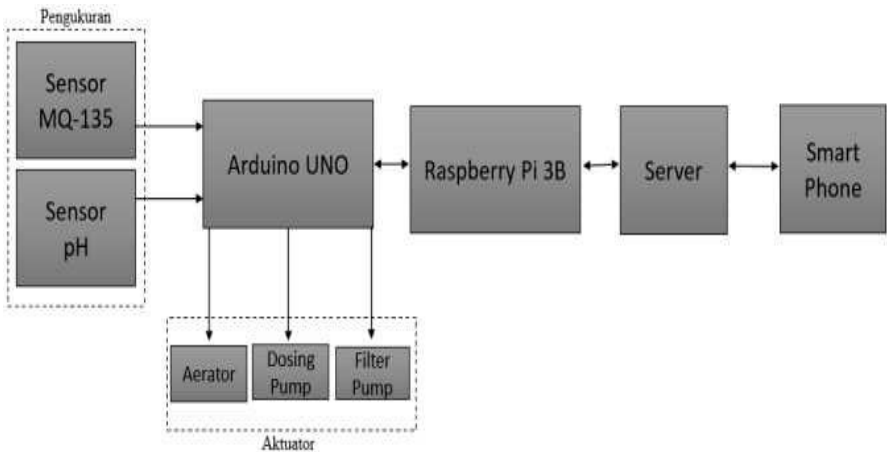 Pengukuran
Sensor
MQ-135
Sensor
pH
Arduino UNO
Raspberry Pi 3B
Server
Smart
Phone
Aerator
Dosing
Pump
Filter
Pump
Aktuator